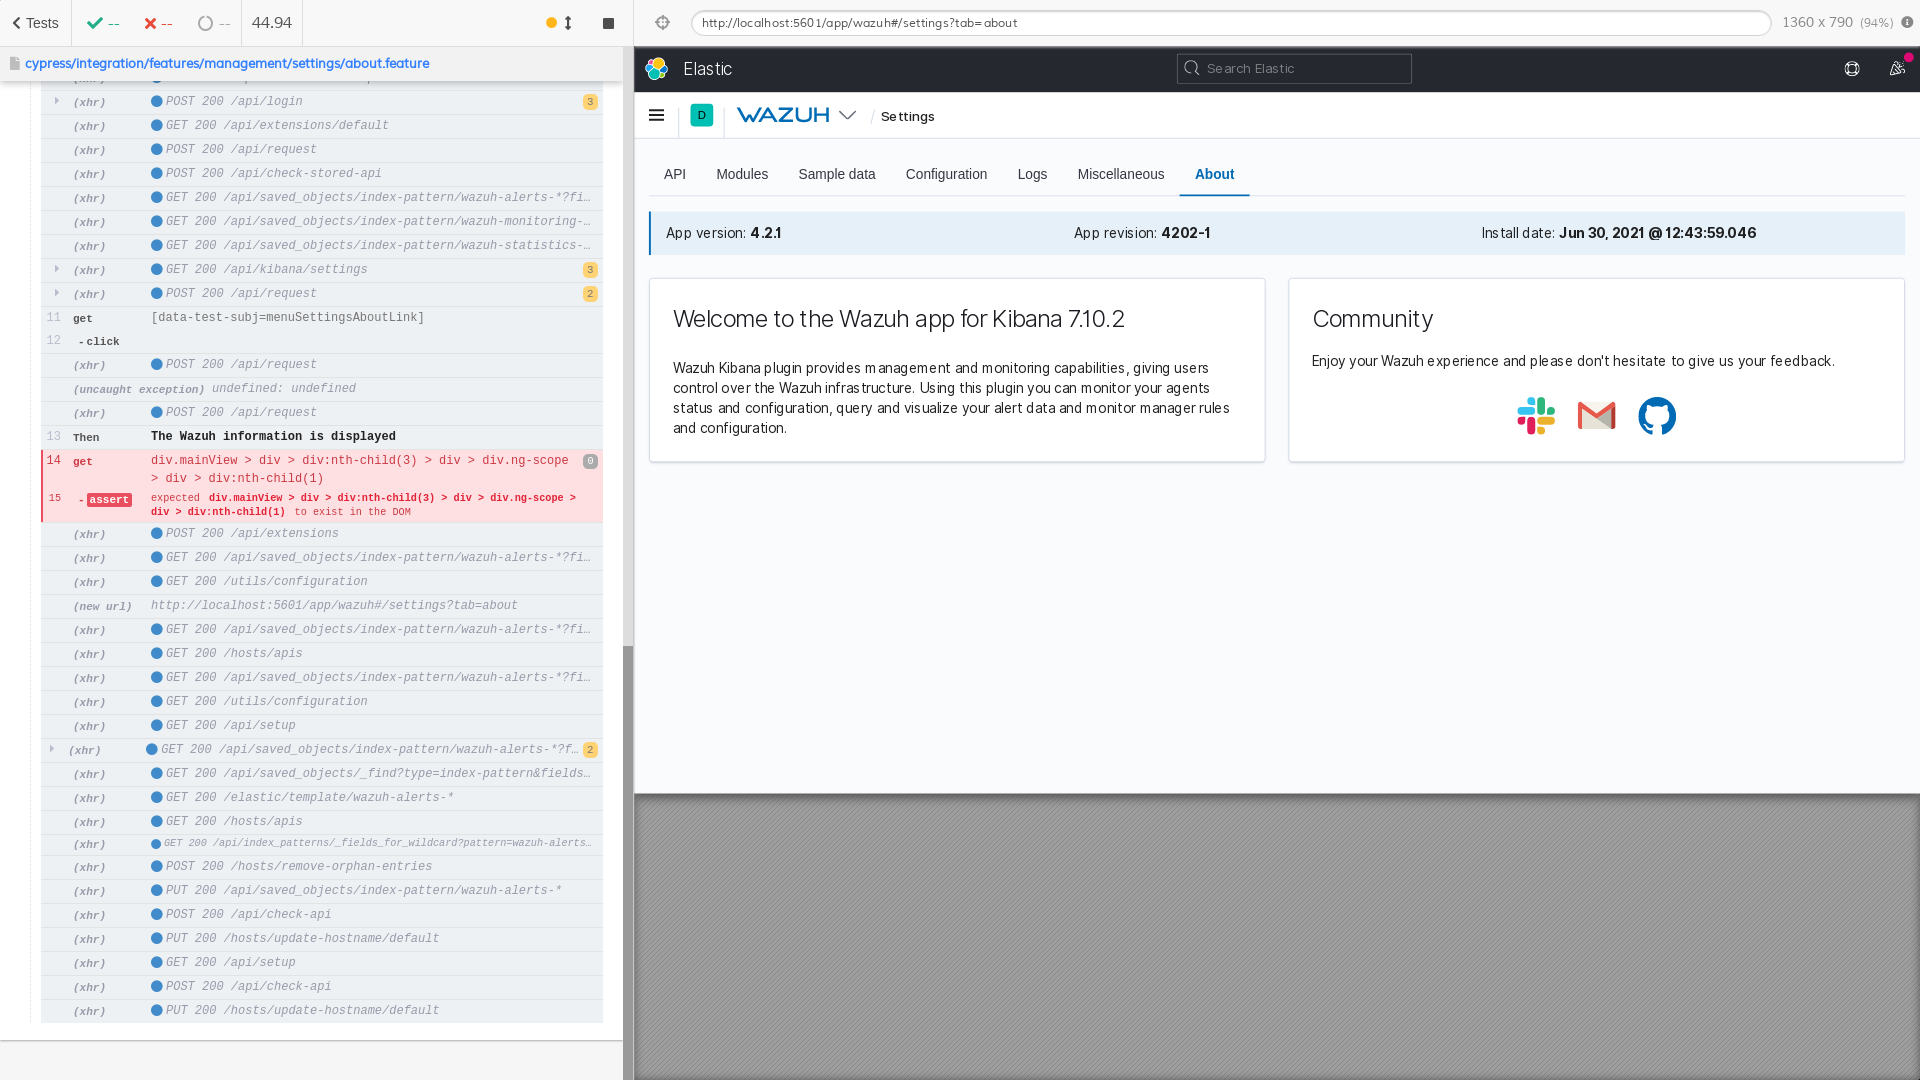 Tests
--
--
--
44.94
http://localhost:5601/app/wazuh#/settings?tab=about
1360 x 790 (94%)
cypress/integration/features/management/settings/about.feature
(xhr) POST 200 /api/login 3
(xhr) GET 200 /api/extensions/default
(xhr) POST 200 /api/request
(xhr) POST 200 /api/check-stored-api
(xhr) GET 200 /api/saved_objects/index-pattern/wazuh-alerts-*?fi…
(xhr) GET 200 /api/saved_objects/index-pattern/wazuh-monitoring-…
(xhr) GET 200 /api/saved_objects/index-pattern/wazuh-statistics-…
(xhr) GET 200 /api/kibana/settings 3
(xhr) POST 200 /api/request 2
11 get [data-test-subj=menuSettingsAboutLink]
12 -click
(xhr) POST 200 /api/request
(uncaught exception) undefined: undefined
(xhr) POST 200 /api/request
13 Then The Wazuh information is displayed
14 get div.mainView > div > div:nth-child(3) > div > div.ng-scope 0
> div > div:nth-child(1)
15 -assert expected div.mainView > div > div:nth-child(3) > div > div.ng-scope >
div > div:nth-child(1) to exist in the DOM
(xhr) POST 200 /api/extensions
(xhr) GET 200 /api/saved_objects/index-pattern/wazuh-alerts-*?fi…
(xhr) GET 200 /utils/configuration
(new url) http://localhost:5601/app/wazuh#/settings?tab=about
(xhr) GET 200 /api/saved_objects/index-pattern/wazuh-alerts-*?fi…
(xhr) GET 200 /hosts/apis
(xhr) GET 200 /api/saved_objects/index-pattern/wazuh-alerts-*?fi…
(xhr) GET 200 /utils/configuration
(xhr) GET 200 /api/setup
(xhr) GET 200 /api/saved_objects/index-pattern/wazuh-alerts-*?f… 2
(xhr) GET 200 /api/saved_objects/_find?type=index-pattern&fields…
(xhr) GET 200 /elastic/template/wazuh-alerts-*
(xhr) GET 200 /hosts/apis
(xhr) GET 200 /api/index_patterns/_fields_for_wildcard?pattern=wazuh-alerts…
(xhr) POST 200 /hosts/remove-orphan-entries
(xhr) PUT 200 /api/saved_objects/index-pattern/wazuh-alerts-*
(xhr) POST 200 /api/check-api
(xhr) PUT 200 /hosts/update-hostname/default
(xhr) GET 200 /api/setup
(xhr) POST 200 /api/check-api
(xhr) PUT 200 /hosts/update-hostname/default
Elastic
Search Elastic
D
WAZUH
/ Settings
API Modules Sample data Configuration Logs Miscellaneous About
App version: 4.2.1 App revision: 4202-1 Install date: Jun 30, 2021 @ 12:43:59.046
Welcome to the Wazuh app for Kibana 7.10.2
Wazuh Kibana plugin provides management and monitoring capabilities, giving users
control over the Wazuh infrastructure. Using this plugin you can monitor your agents
status and configuration, query and visualize your alert data and monitor manager rules
and configuration.
Community
Enjoy your Wazuh experience and please don't hesitate to give us your feedback.